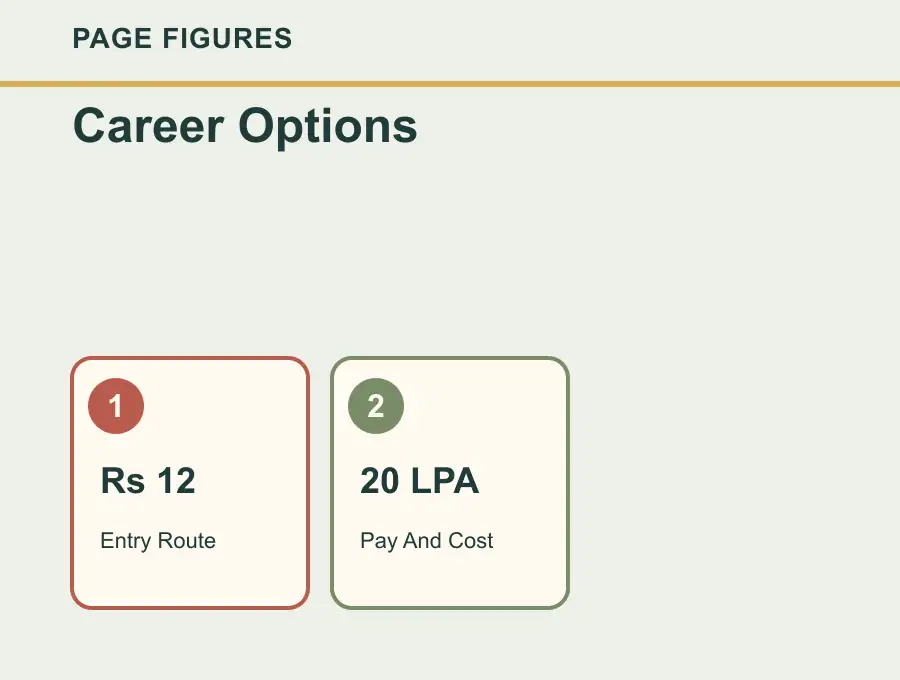 PAGE FIGURES
Career Options
1
2
Rs 12
20 LPA
Entry Route
Pay And Cost